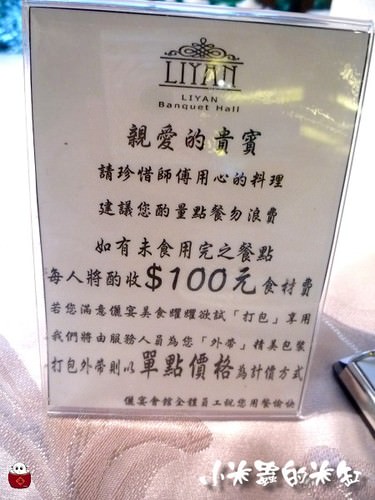 LIYAN
LIYAN
Banquet Hall
親愛的貴賓
請珍惜師傅用心的料理
建議您酌量點餐勿浪費
如有未食用完之餐點
每人將酌收$100元食材費
若您滿意儷宴美食耀耀欲試「打包」享用
我們將由服務人員為您「外帶」精美包裝
打包外帶則以單點價格為計價方式
儷宴會館全體員工祝您用餐愉快
小米蟲的米缸